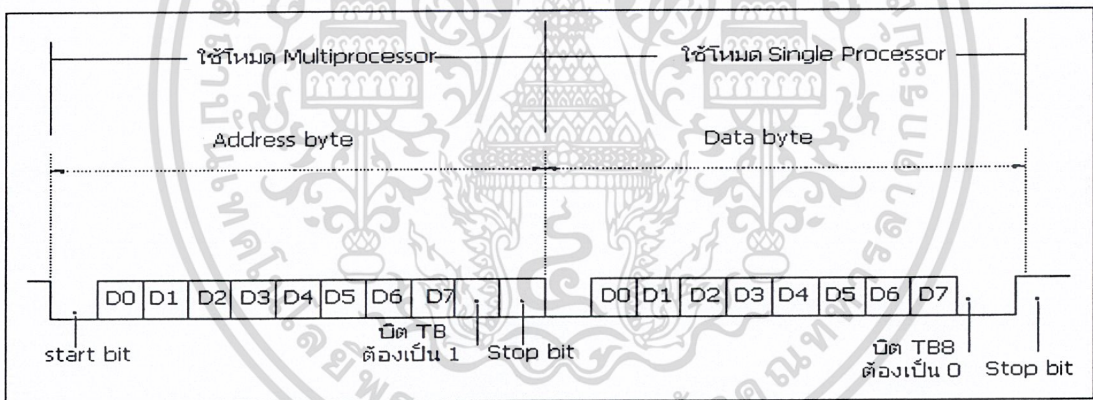 ใช้โหมด Multiprocessor
ใช้โหมด Single Processor
Address byte
Data byte
D0 D1 D2 D3 D4 D5 D6 D7
D0 D1 D2 D3 D4 D5 D6 D7
start bit
บิต TB
ต้องเป็น 1
Stop bit
บิต TB8
ต้องเป็น 0
Stop bit